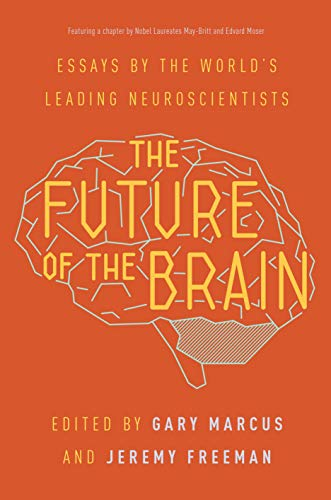 Featuring a chapter by Nobel Laureates May-Britt and Edvard Moser
ESSAYS BY THE WORLD'S
LEADING NEUROSCIENTISTS
THE
FUTURE
OF THE BRAIN
EDITED BY GARY MARCUS
AND JEREMY FREEMAN